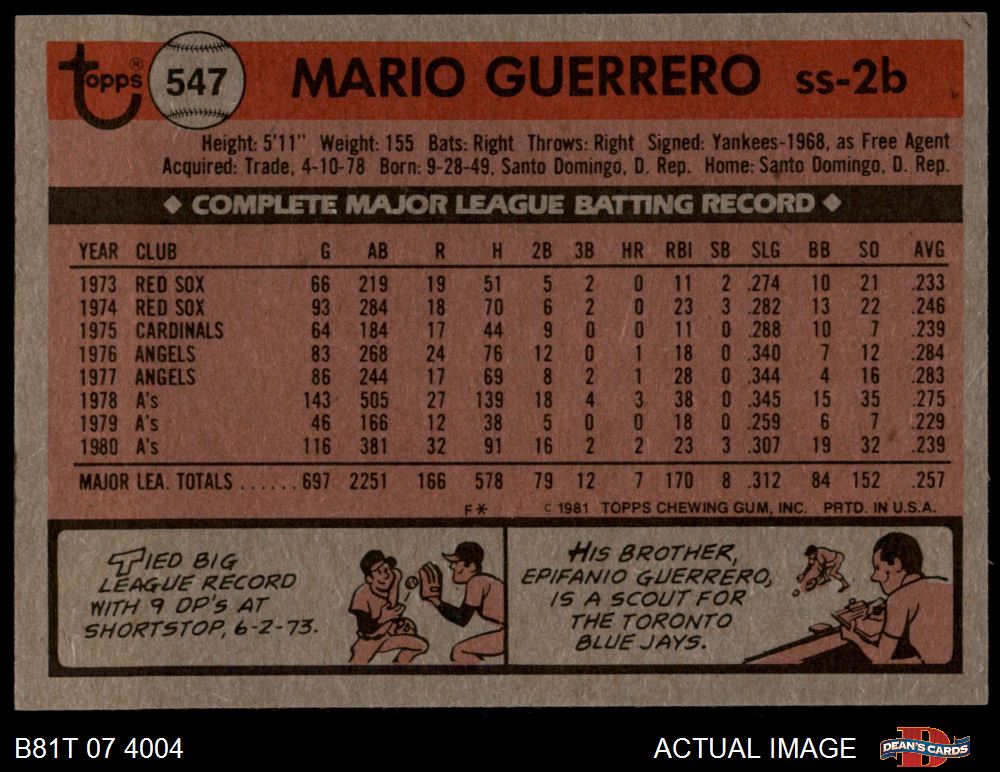 Topps® 547 MARIO GUERRERO ss-2b
Height: 5'11" Weight: 155 Bats: Right Throws: Right Signed: Yankees-1968, as Free Agent
Acquired: Trade, 4-10-78 Born: 9-28-49, Santo Domingo, D. Rep. Home: Santo Domingo, D. Rep.
◆ COMPLETE MAJOR LEAGUE BATTING RECORD ◆
YEAR CLUB G AB R H 2B 3B HR RBI SB SLG BB SO AVG
1973 RED SOX 66 219 19 51 5 2 0 11 2 .274 10 21 .233
1974 RED SOX 93 284 18 70 6 2 0 23 3 .282 13 22 .246
1975 CARDINALS 64 184 17 44 9 0 0 11 0 .288 10 7 .239
1976 ANGELS 83 268 24 76 12 0 1 18 0 .340 7 12 .284
1977 ANGELS 86 244 17 69 8 2 1 28 0 .344 4 16 .283
1978 A's 143 505 27 139 18 4 3 38 0 .345 15 35 .275
1979 A's 46 166 12 38 5 0 0 18 0 .259 6 7 .229
1980 A's 116 381 32 91 16 2 2 23 3 .307 19 32 .239
MAJOR LEA. TOTALS ...... 697 2251 166 578 79 12 7 170 8 .312 84 152 .257
F* © 1981 TOPPS CHEWING GUM, INC. PRTD. IN U.S.A.
TIED BIG
LEAGUE RECORD
WITH 9 DP'S AT
SHORTSTOP, 6-2-73.
HIS BROTHER,
EPIFANIO GUERRERO,
IS A SCOUT FOR
THE TORONTO
BLUE JAYS.
B81T 07 4004 ACTUAL IMAGE DEAN'S CARDS